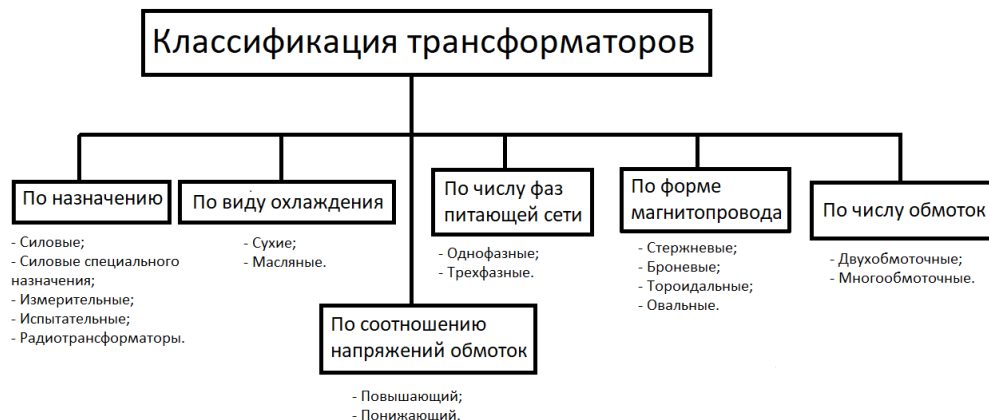 Классификация трансформаторов
По назначению
- Силовые;
- Силовые специального
назначения;
- Измерительные;
- Испытательные;
- Радиотрансформаторы.
По виду охлаждения
- Сухие;
- Масляные.
По соотношению
напряжений обмоток
- Повышающий;
- Понижающий.
По числу фаз
питающей сети
- Однофазные;
- Трехфазные.
По форме
магнитопровода
- Стержневые;
- Броневые;
- Тороидальные;
- Овальные.
По числу обмоток
- Двухобмоточные;
- Многообмоточные.